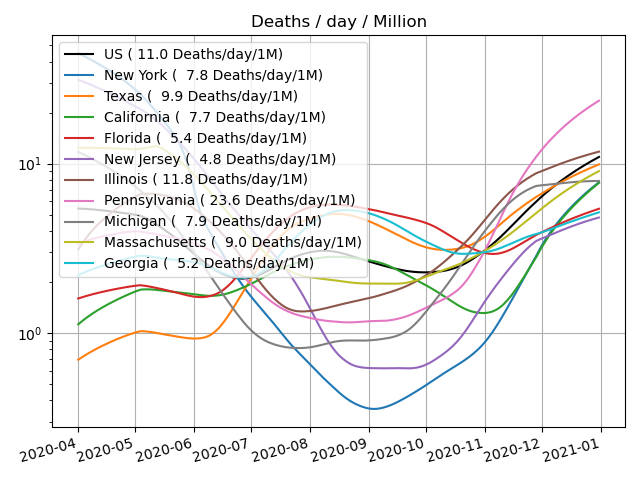 Deaths / day / Million
US ( 11.0 Deaths/day/1M)
New York (  7.8 Deaths/day/1M)
Texas (  9.9 Deaths/day/1M)
California (  7.7 Deaths/day/1M)
Florida (  5.4 Deaths/day/1M)
New Jersey (  4.8 Deaths/day/1M)
Illinois ( 11.8 Deaths/day/1M)
Pennsylvania ( 23.6 Deaths/day/1M)
Michigan (  7.9 Deaths/day/1M)
Massachusetts (  9.0 Deaths/day/1M)
Georgia (  5.2 Deaths/day/1M)
10¹
10⁰
2020-04 2020-05 2020-06 2020-07 2020-08 2020-09 2020-10 2020-11 2020-12 2021-01